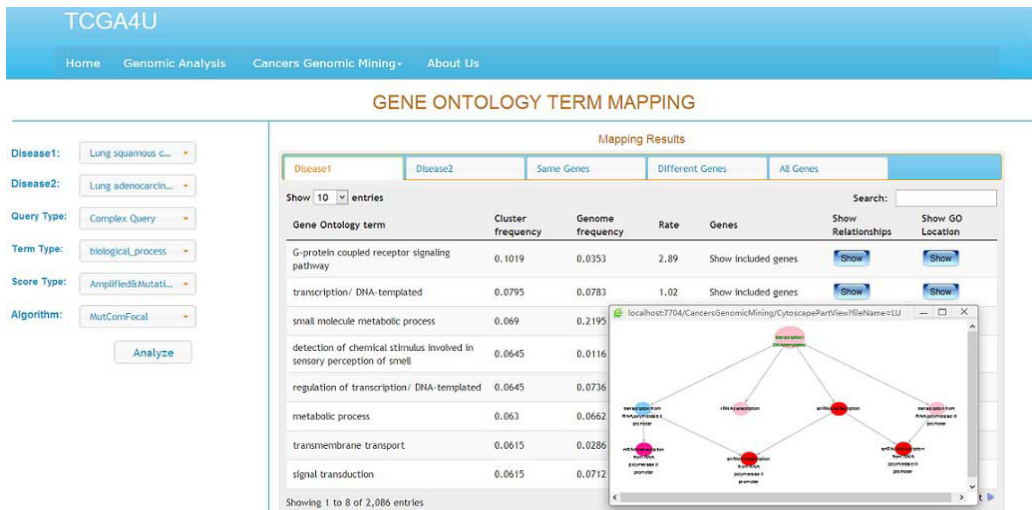 TCGA4U
Home Genomic Analysis Cancers Genomic Mining About Us
GENE ONTOLOGY TERM MAPPING
Disease1: Lung squamous c...
Disease2: Lung adenocarcin...
Query Type: Complex Query
Term Type: biological_process
Score Type: Amplified&Mutati...
Algorithm: MutComFocal
Analyze
Mapping Results
Disease1 Disease2 Same Genes Different Genes All Genes
Show 10 entries Search:
Gene Ontology term Cluster frequency Genome frequency Rate Genes Show Relationships Show GO Location
G-protein coupled receptor signaling pathway 0.1019 0.0353 2.89 Show included genes Show Show
transcription/ DNA-templated 0.0795 0.0783 1.02 Show included genes Show Show
small molecule metabolic process 0.069 0.2195
detection of chemical stimulus involved in sensory perception of smell 0.0645 0.0116
regulation of transcription/ DNA-templated 0.0645 0.0736
metabolic process 0.063 0.0662
transmembrane transport 0.0615 0.0286
signal transduction 0.0615 0.0712
Showing 1 to 8 of 2,086 entries
localhost:7704/CancersGenomicMining/CytoscapePartView?fileName=LU
transcription/